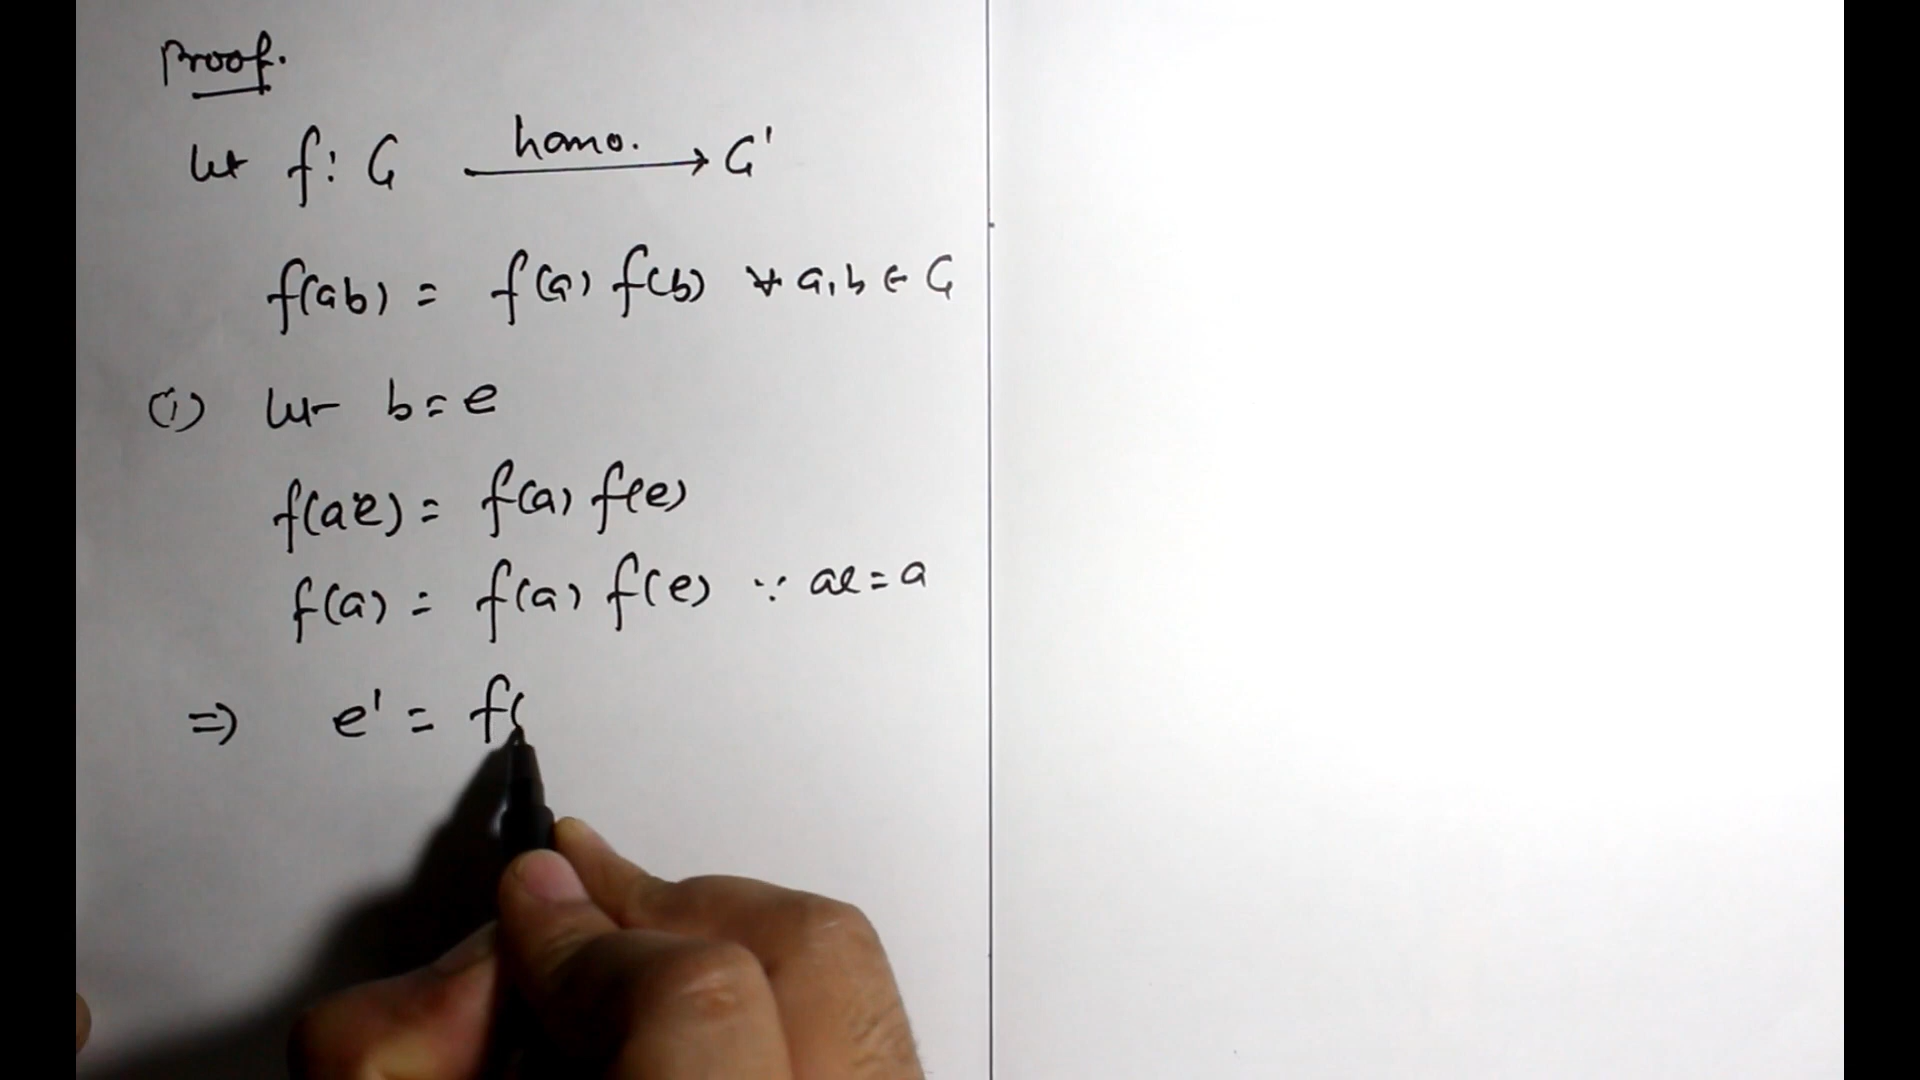 Proof.
let f: G homo. → G'
f(ab) = f(a) f(b) ∀ a,b ∈ G
(i) let b = e
f(ae) = f(a) f(e)
f(a) = f(a) f(e) ∵ ae = a
⇒ e' = f(